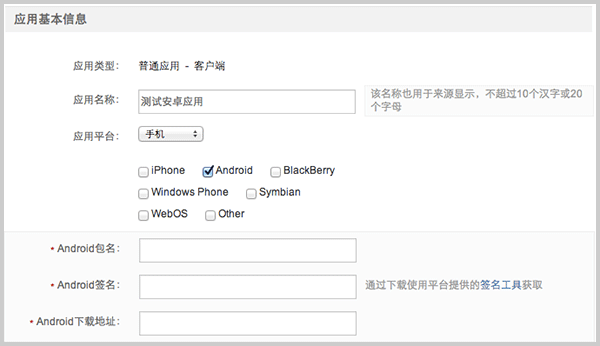 应用基本信息
应用类型： 普通应用 - 客户端
应用名称： 测试安卓应用 该名称也用于来源显示，不超过10个汉字或20
个字母
应用平台： 手机
iPhone Android BlackBerry
Windows Phone Symbian
WebOS Other
* Android包名：
* Android签名： 通过下载使用平台提供的签名工具获取
* Android下载地址：